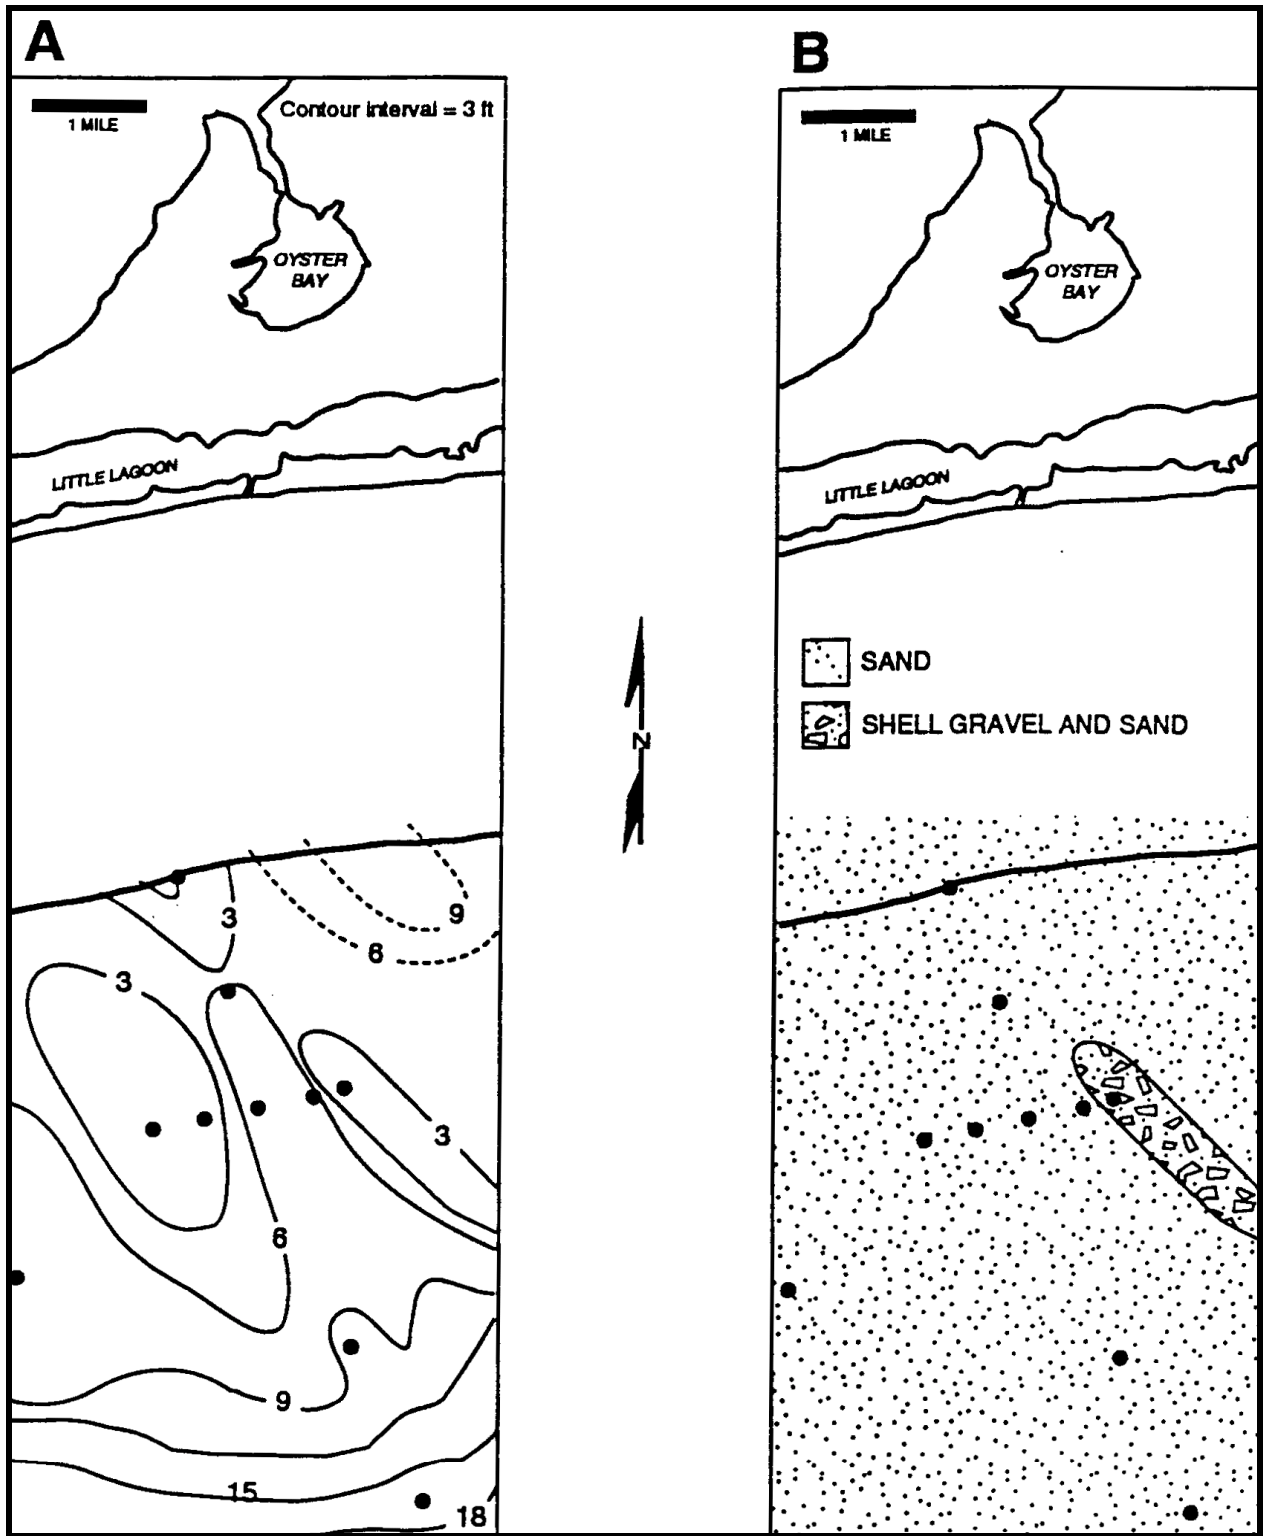 A
1 MILE
Contour interval = 3 ft
OYSTER
BAY
LITTLE LAGOON
3
9
6
3
3
6
9
15
18
N
B
1 MILE
OYSTER
BAY
LITTLE LAGOON
SAND
SHELL GRAVEL AND SAND